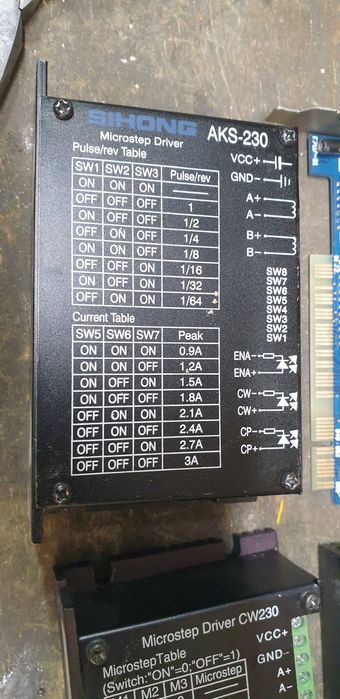 SIHONG AKS-230
Microstep Driver
Pulse/rev Table
SW1 SW2 SW3 Pulse/rev
ON ON ON
OFF ON ON 1
ON OFF ON 1/2
OFF OFF ON 1/4
ON ON OFF 1/8
OFF ON OFF 1/16
ON OFF OFF 1/32
OFF OFF OFF 1/64
Current Table
SW5 SW6 SW7 Peak
ON ON ON 0.9A
ON ON OFF 1.2A
ON OFF ON 1.5A
ON OFF OFF 1.8A
OFF ON ON 2.1A
OFF ON OFF 2.4A
OFF OFF ON 2.7A
OFF OFF OFF 3A
VCC+
GND-
A+
A-
B+
B-
SW8
SW7
SW6
SW5
SW4
SW3
SW2
SW1
ENA-
ENA+
CW-
CW+
CP-
CP+
Microstep Driver CW230
MicrostepTable
(Switch:"ON"=0;"OFF"=1)
M1 M2 M3 Microstep
VCC+
GND-
A+
A-